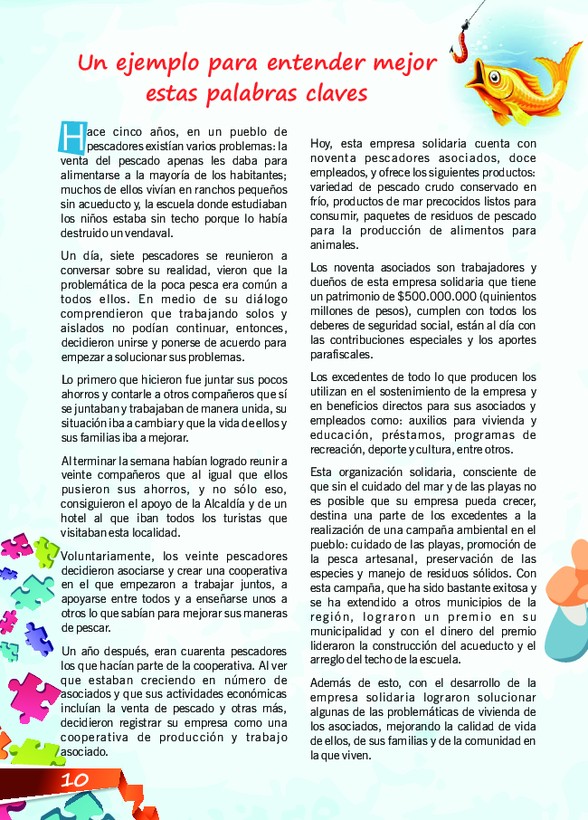 Un ejemplo para entender mejor
estas palabras claves
Hace cinco años, en un pueblo de
pescadores existían varios problemas: la
venta del pescado apenas les daba para
alimentarse a la mayoría de los habitantes;
muchos de ellos vivían en ranchos pequeños
sin acueducto y, la escuela donde estudiaban
los niños estaba sin techo porque lo había
destruido un vendaval.
Un día, siete pescadores se reunieron a
conversar sobre su realidad, vieron que la
problemática de la poca pesca era común a
todos ellos. En medio de su diálogo
comprendieron que trabajando solos y
aislados no podían continuar, entonces,
decidieron unirse y ponerse de acuerdo para
empezar a solucionar sus problemas.
Lo primero que hicieron fue juntar sus pocos
ahorros y contarle a otros compañeros que sí
se juntaban y trabajaban de manera unida, su
situación iba a cambiar y que la vida de ellos y
sus familias iba a mejorar.
Al terminar la semana habían logrado reunir a
veinte compañeros que al igual que ellos
pusieron sus ahorros, y no sólo eso,
consiguieron el apoyo de la Alcaldía y de un
hotel al que iban todos los turistas que
visitaban esta localidad.
Voluntariamente, los veinte pescadores
decidieron asociarse y crear una cooperativa
en el que empezaron a trabajar juntos, a
apoyarse entre todos y a enseñarse unos a
otros lo que sabían para mejorar sus maneras
de pescar.
Un año después, eran cuarenta pescadores
los que hacían parte de la cooperativa. Al ver
que estaban creciendo en número de
asociados y que sus actividades económicas
incluían la venta de pescado y otras más,
decidieron registrar su empresa como una
cooperativa de producción y trabajo
asociado.
Hoy, esta empresa solidaria cuenta con
noventa pescadores asociados, doce
empleados, y ofrece los siguientes productos:
variedad de pescado crudo conservado en
frío, productos de mar precocidos listos para
consumir, paquetes de residuos de pescado
para la producción de alimentos para
animales.
Los noventa asociados son trabajadores y
dueños de esta empresa solidaria que tiene
un patrimonio de $500.000.000 (quinientos
millones de pesos), cumplen con todos los
deberes de seguridad social, están al día con
las contribuciones especiales y los aportes
parafiscales.
Los excedentes de todo lo que producen los
utilizan en el sostenimiento de la empresa y
en beneficios directos para sus asociados y
empleados como: auxilios para vivienda y
educación, préstamos, programas de
recreación, deporte y cultura, entre otros.
Esta organización solidaria, consciente de
que sin el cuidado del mar y de las playas no
es posible que su empresa pueda crecer,
destina una parte de los excedentes a la
realización de una campaña ambiental en el
pueblo: cuidado de las playas, promoción de
la pesca artesanal, preservación de las
especies y manejo de residuos sólidos. Con
esta campaña, que ha sido bastante exitosa y
se ha extendido a otros municipios de la
región, lograron un premio en su
municipalidad y con el dinero del premio
lideraron la construcción del acueducto y el
arreglo del techo de la escuela.
Además de esto, con el desarrollo de la
empresa solidaria lograron solucionar
algunas de las problemáticas de vivienda de
los asociados, mejorando la calidad de vida
de ellos, de sus familias y de la comunidad en
la que viven.
10